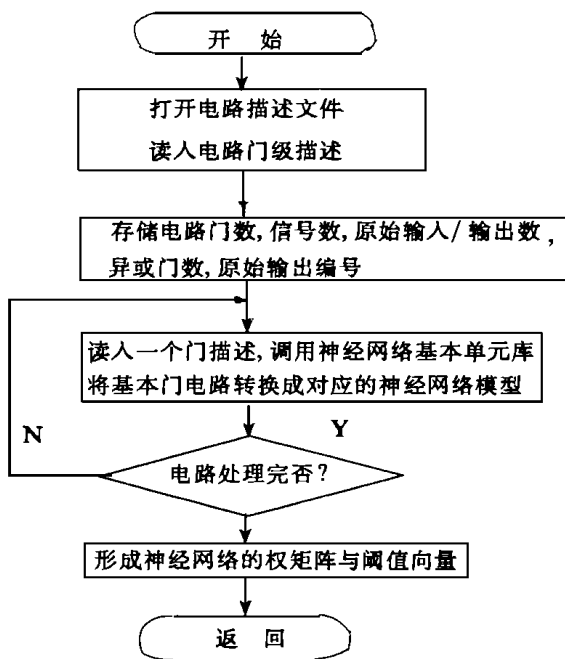 开 始
打开电路描述文件
读入电路门级描述
存储电路门数,信号数,原始输入/输出数,
异或门数,原始输出编号
读入一个门描述,调用神经网络基本单元库
将基本门电路转换成对应的神经网络模型
N
Y
电路处理完否?
形成神经网络的权矩阵与阈值向量
返 回